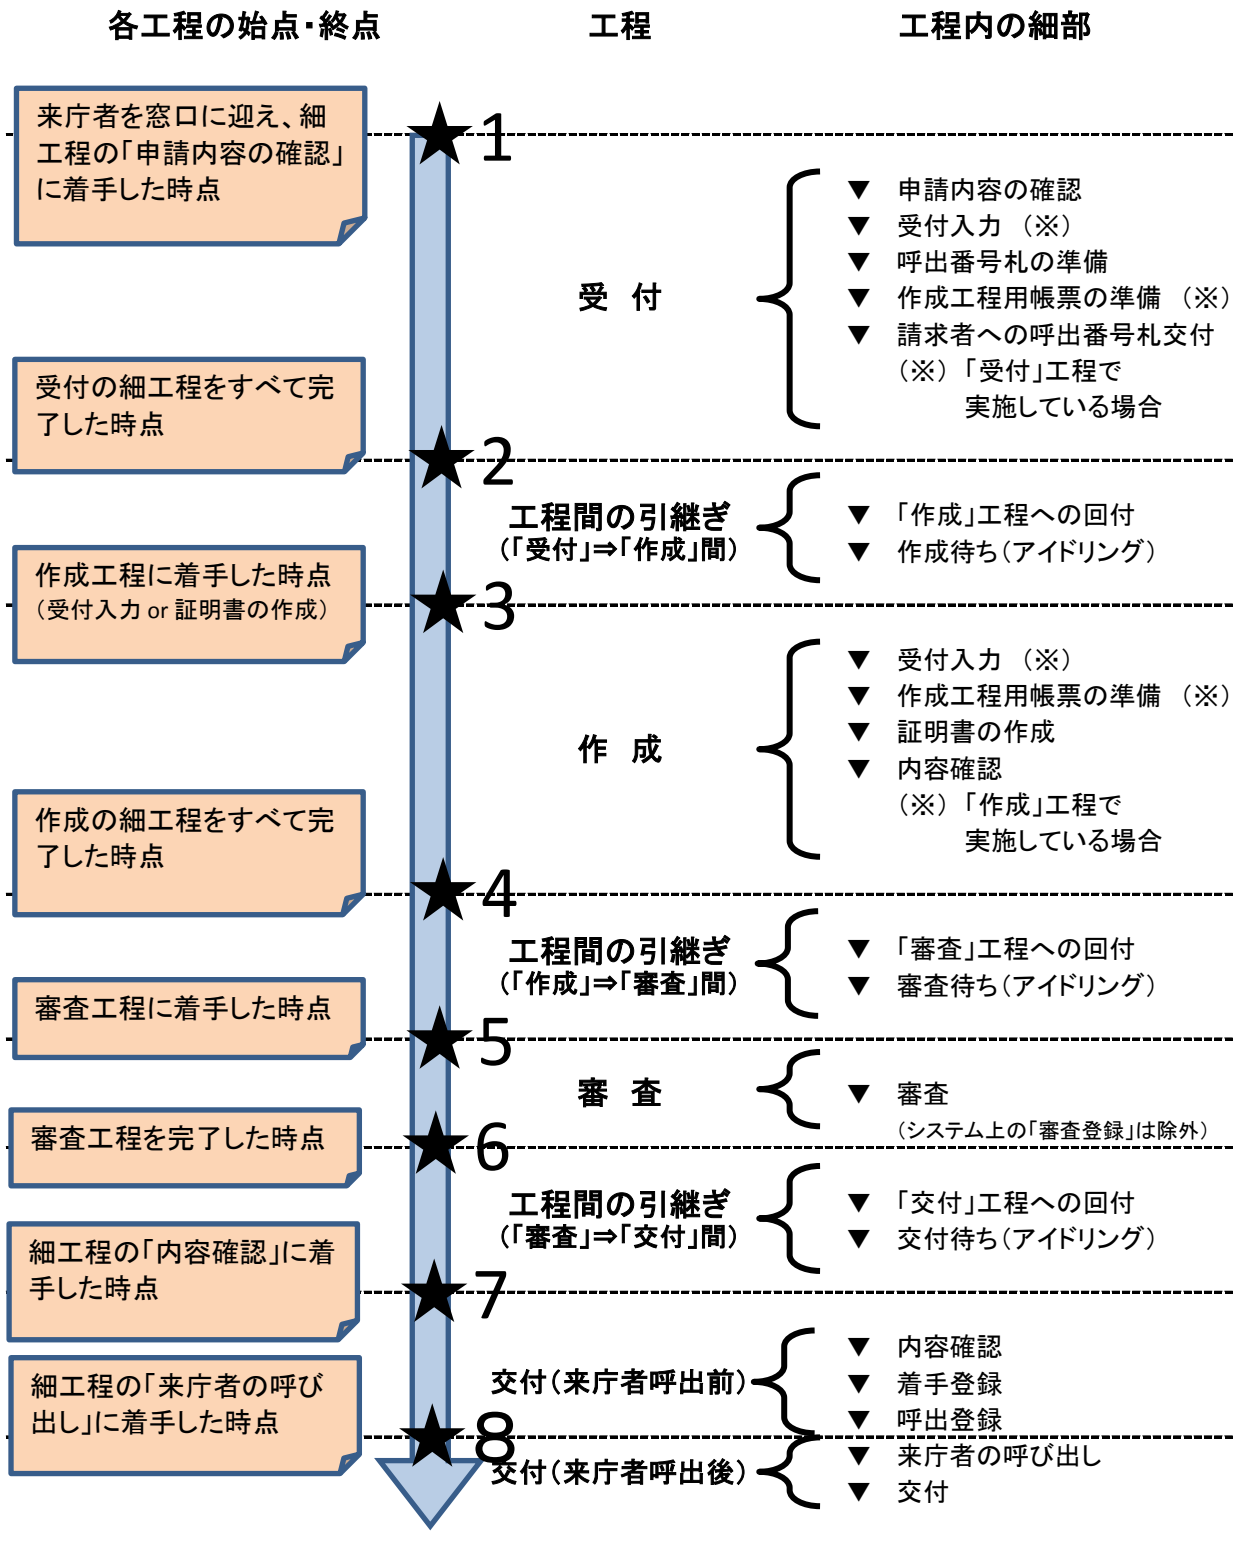 各工程の始点・終点
工程
工程内の細部
来庁者を窓口に迎え、細
工程の「申請内容の確認」
に着手した時点
1
受　付
▼　申請内容の確認
▼　受付入力　（※）
▼　呼出番号札の準備
▼　作成工程用帳票の準備　（※）
▼　請求者への呼出番号札交付
（※）「受付」工程で
実施している場合
受付の細工程をすべて完
了した時点
2
工程間の引継ぎ
（「受付」⇒「作成」間）
▼　「作成」工程への回付
▼　作成待ち（アイドリング）
作成工程に着手した時点
（受付入力 or 証明書の作成）
3
作　成
▼　受付入力　（※）
▼　作成工程用帳票の準備　（※）
▼　証明書の作成
▼　内容確認
（※）「作成」工程で
実施している場合
作成の細工程をすべて完
了した時点
4
工程間の引継ぎ
（「作成」⇒「審査」間）
▼　「審査」工程への回付
▼　審査待ち（アイドリング）
審査工程に着手した時点
5
審　査
▼　審査
（システム上の「審査登録」は除外）
審査工程を完了した時点
6
工程間の引継ぎ
（「審査」⇒「交付」間）
▼　「交付」工程への回付
▼　交付待ち（アイドリング）
細工程の「内容確認」に着
手した時点
7
交付（来庁者呼出前）
▼　内容確認
▼　着手登録
▼　呼出登録
細工程の「来庁者の呼び
出し」に着手した時点
8
交付（来庁者呼出後）
▼　来庁者の呼び出し
▼　交付